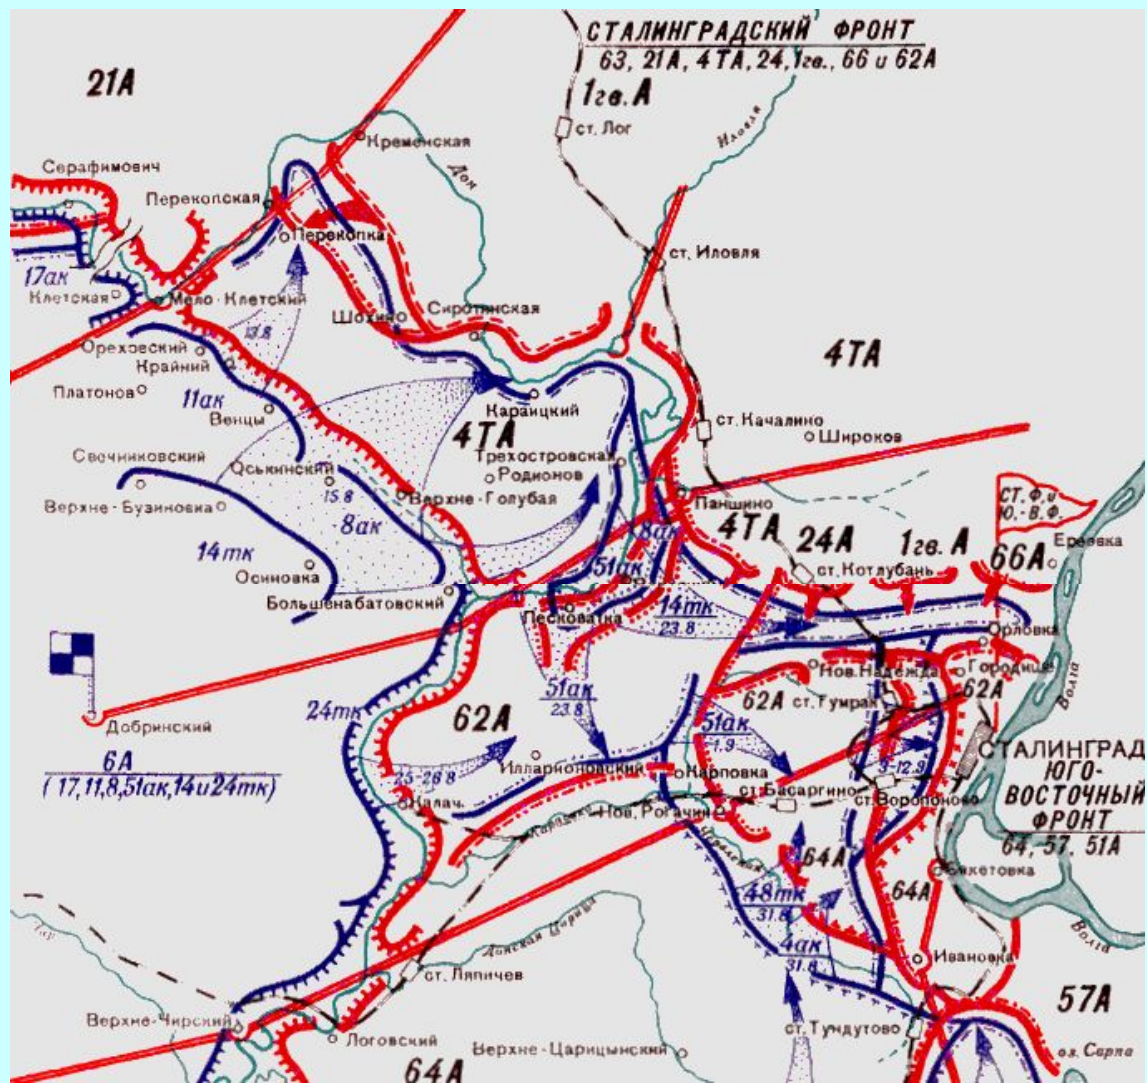 СТАЛИНГРАДСКИЙ ФРОНТ
63, 21А, 4ТА, 24, 1гв., 66 и 62А
21А
1гв. А
ст. Лог
Иловля
Кременская
Дон
Серафимович
Перекопская
Перекопка
ст. Иловля
17ак
Клетская
Мело-Клетский
Сиротинская
Шохино
13.8
Ореховский
Крайний
4ТА
Платонов
11ак
Венцы
Караицкий
ст. Качалино
4ТА
Широков
Свечниковский
Оськинский
Трехостровская
Родионов
15.8
Верхне-Голубая
Паншино
СТ. Ф. и
Ю.-В.Ф.
Верхне-Бузиновка
8ак
8ак
4ТА
24А
1гв. А
66А
Ерзовка
14тк
51ак
ст. Котлубань
Осиновка
Большенабатовский
14тк
23.8
Песковатка
Орловка
Нов. Надежда
Городище
51ак
23.8
62А
ст. Гумрак
62А
Волга
24тк
62А
51ак
1.9
Добринский
6А
(17,11,8,51ак,14 и 24тк)
СТАЛИНГРАД
25-26.8
Илларионовский
Карповка
9-12.9
ЮГО-
ВОСТОЧНЫЙ
ФРОНТ
64, 57, 51А
ст. Басаргино
ст. Воропоново
Калач
Карповка
Нов. Рогачик
Червленая
64А
Бекетовка
48тк
31.8
64А
Донская Царица
4ак
31.8
Волга
Ивановка
ст. Ляпичев
57А
Верхне-Чирский
ст. Тундутово
Логовский
Верхне-Царицынский
оз. Сарпа
64А